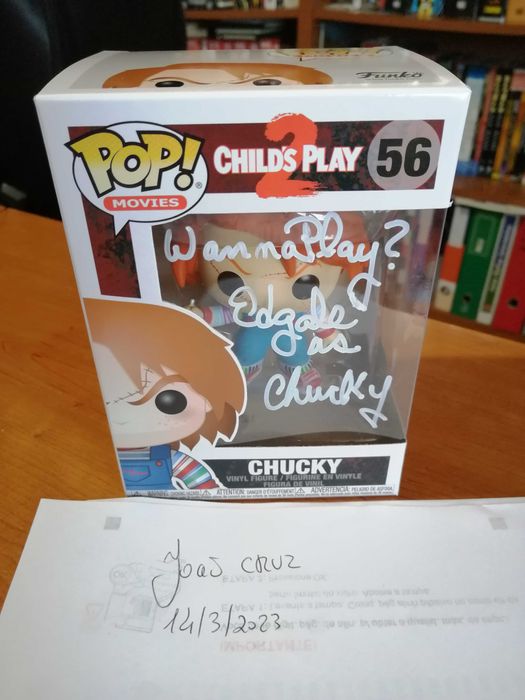 Funko
POP!
MOVIES
2
CHILD'S PLAY
56
Wanna Play?
Edgale
as
Chucky
CHUCKY
VINYL FIGURE / FIGURINE EN VINYLE
FIGURA DE VINIL
João CRUZ
14/3/2023